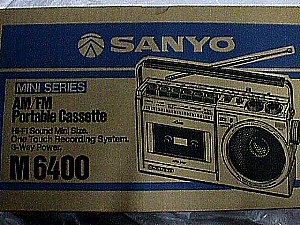 SANYO
MINI SERIES
AM/FM
Portable Cassette
Hi-Fi Sound Mini Size.
One Touch Recording System.
3-Way Power.
M6400